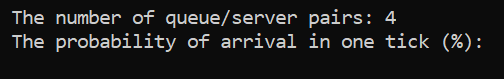 The number of queue/server pairs: 4
The probability of arrival in one tick (%):